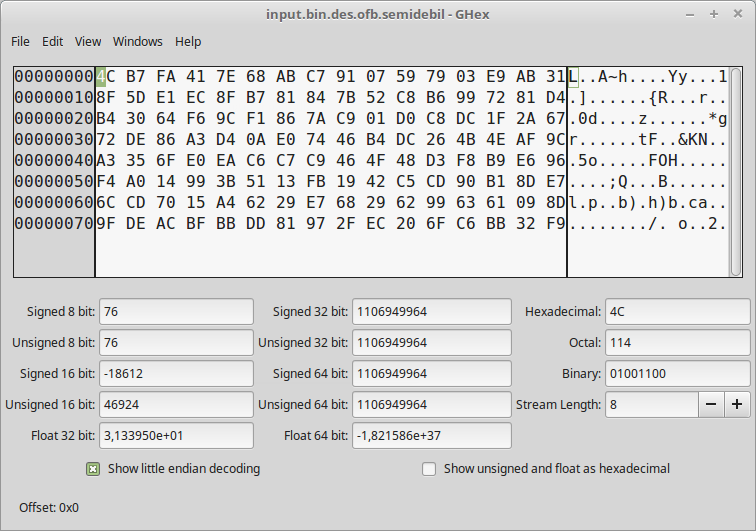 input.bin.des.ofb.semidebil - GHex
File Edit View Windows Help
00000000 4C B7 FA 41 7E 68 AB C7 91 07 59 79 03 E9 AB 31 L..A~h....Yy...1
00000010 8F 5D E1 EC 8F B7 81 84 7B 52 C8 B6 99 72 81 D4 .]......{R...r..
00000020 B4 30 64 F6 9C F1 86 7A C9 01 D0 C8 DC 1F 2A 67 .0d....z......*g
00000030 72 DE 86 A3 D4 0A E0 74 46 B4 DC 26 4B 4E AF 9C r......tF..&KN..
00000040 A3 35 6F E0 EA C6 C7 C9 46 4F 48 D3 F8 B9 E6 96 .5o.....FOH.....
00000050 F4 A0 14 99 3B 51 13 FB 19 42 C5 CD 90 B1 8D E7 ....;Q...B......
00000060 6C CD 70 15 A4 62 29 E7 68 29 62 99 63 61 09 8D l.p..b).h)b.ca..
00000070 9F DE AC BF BB DD 81 97 2F EC 20 6F C6 BB 32 F9 ......../. o..2.
Signed 8 bit: 76 Signed 32 bit: 1106949964 Hexadecimal: 4C
Unsigned 8 bit: 76 Unsigned 32 bit: 1106949964 Octal: 114
Signed 16 bit: -18612 Signed 64 bit: 1106949964 Binary: 01001100
Unsigned 16 bit: 46924 Unsigned 64 bit: 1106949964 Stream Length: 8
Float 32 bit: 3,133950e+01 Float 64 bit: -1,821586e+37
Show little endian decoding Show unsigned and float as hexadecimal
Offset: 0x0